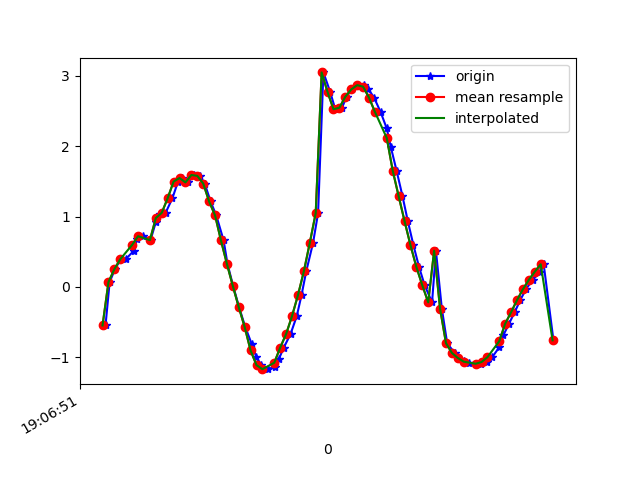 3
2
1
0
−1
origin
mean resample
interpolated
19:06:51
0